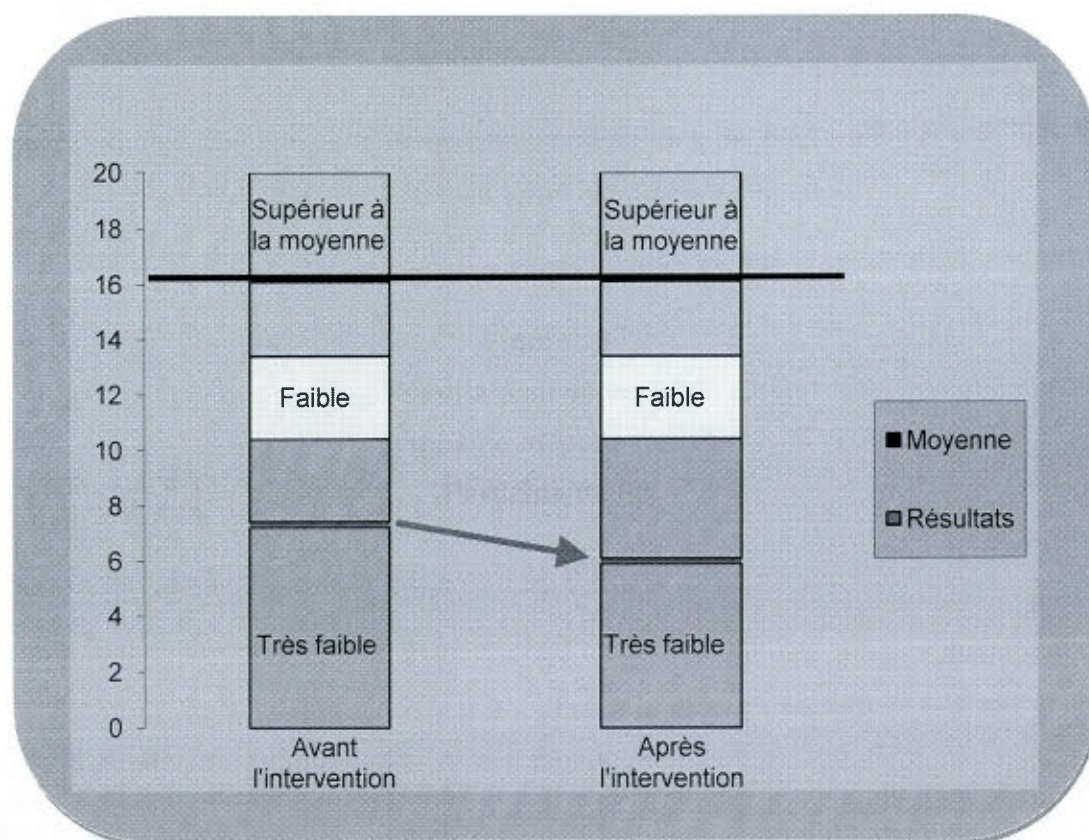 20
18
16
14
12
10
8
6
4
2
0
Supérieur à
la moyenne
Faible
Très faible
Supérieur à
la moyenne
Faible
Très faible
Avant
l'intervention
Après
l'intervention
Moyenne
Résultats